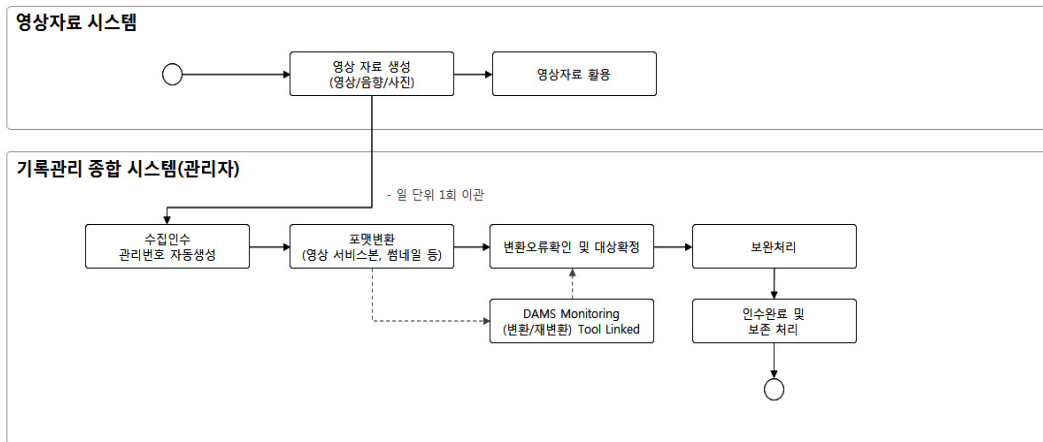 영상자료 시스템
영상 자료 생성
(영상/음향/사진)
영상자료 활용
기록관리 종합 시스템(관리자)
- 일 단위 1회 이관
수집인수
관리번호 자동생성
포맷변환
(영상 서비스본, 썸네일 등)
변환오류확인 및 대상확정
보완처리
DAMS Monitoring
(변환/재변환) Tool Linked
인수완료 및
보존 처리